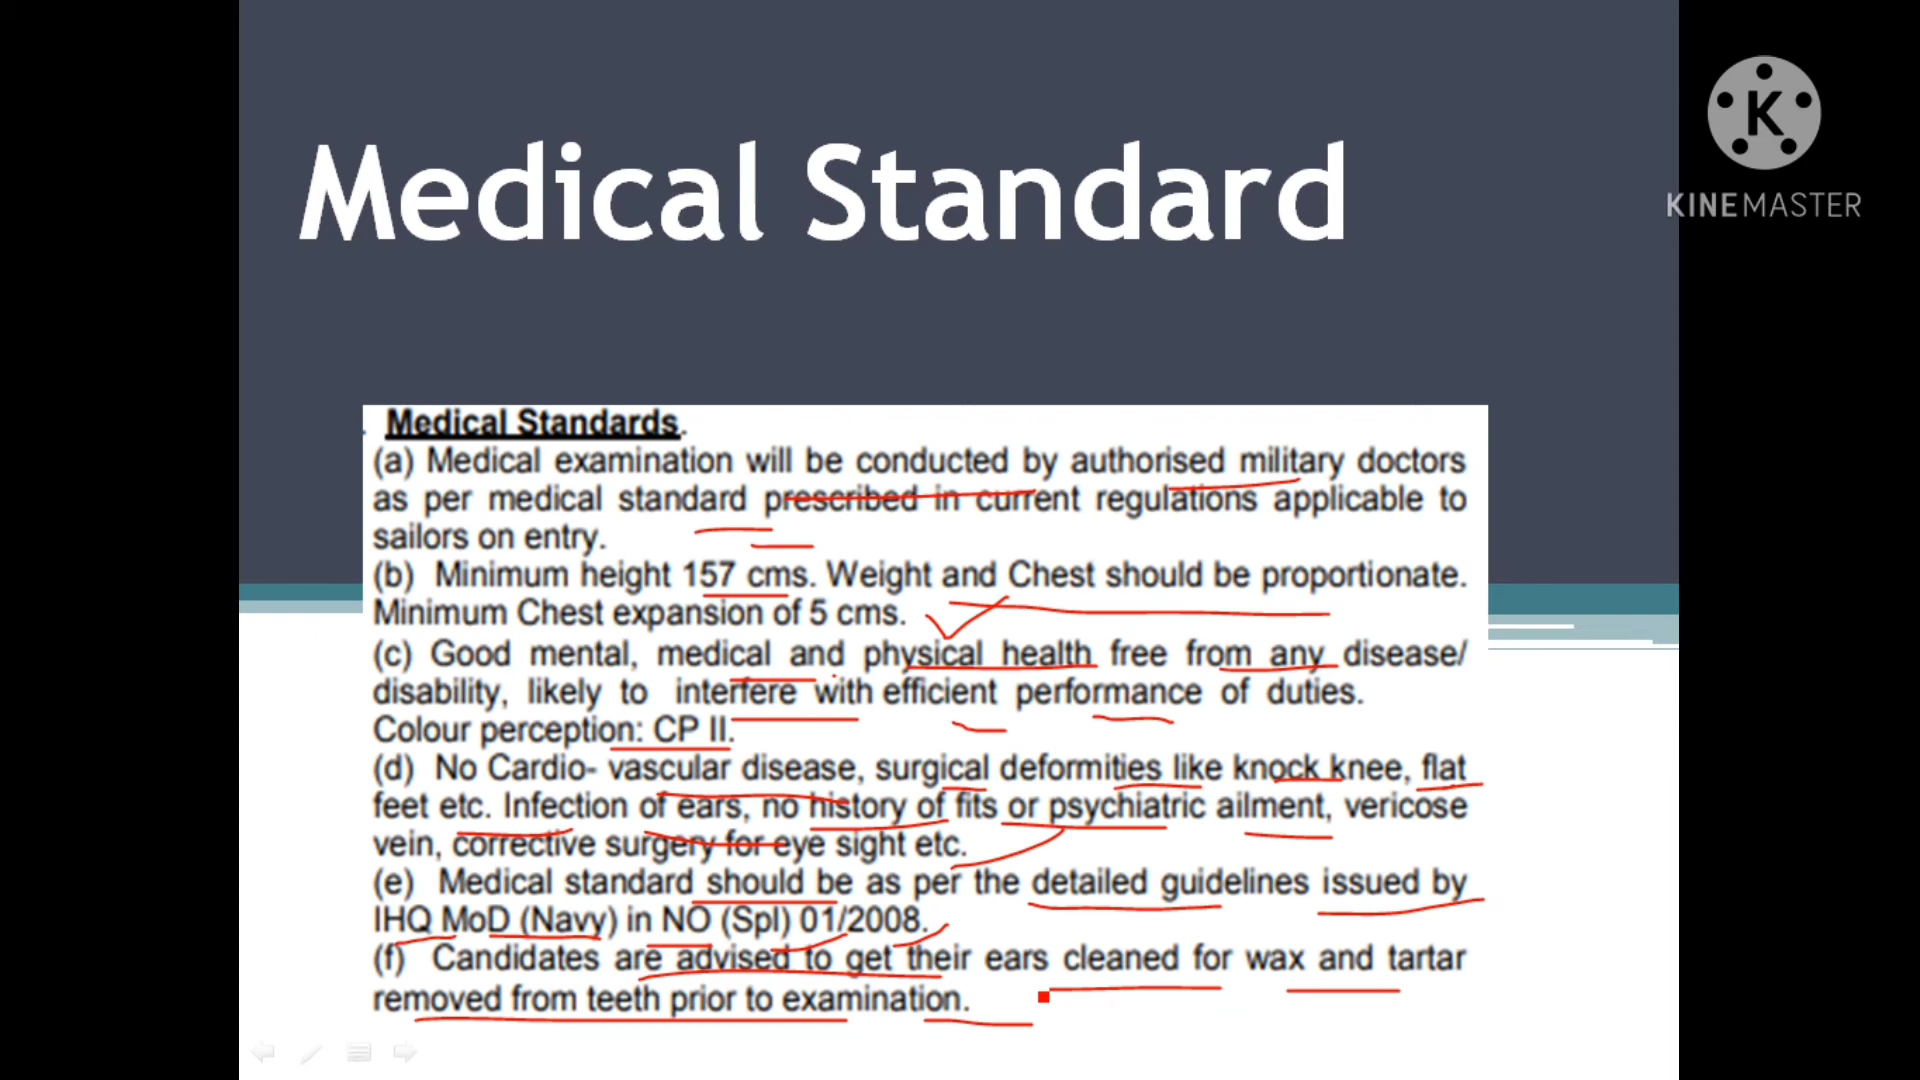 Medical Standard
K
KINEMASTER
Medical Standards.
(a) Medical examination will be conducted by authorised military doctors
as per medical standard prescribed in current regulations applicable to
sailors on entry.
(b) Minimum height 157 cms. Weight and Chest should be proportionate.
Minimum Chest expansion of 5 cms.
(c) Good mental, medical and physical health free from any disease/
disability, likely to interfere with efficient performance of duties.
Colour perception: CP II.
(d) No Cardio- vascular disease, surgical deformities like knock knee, flat
feet etc. Infection of ears, no history of fits or psychiatric ailment, vericose
vein, corrective surgery for eye sight etc.
(e) Medical standard should be as per the detailed guidelines issued by
IHQ MoD (Navy) in NO (Spl) 01/2008.
(f) Candidates are advised to get their ears cleaned for wax and tartar
removed from teeth prior to examination.